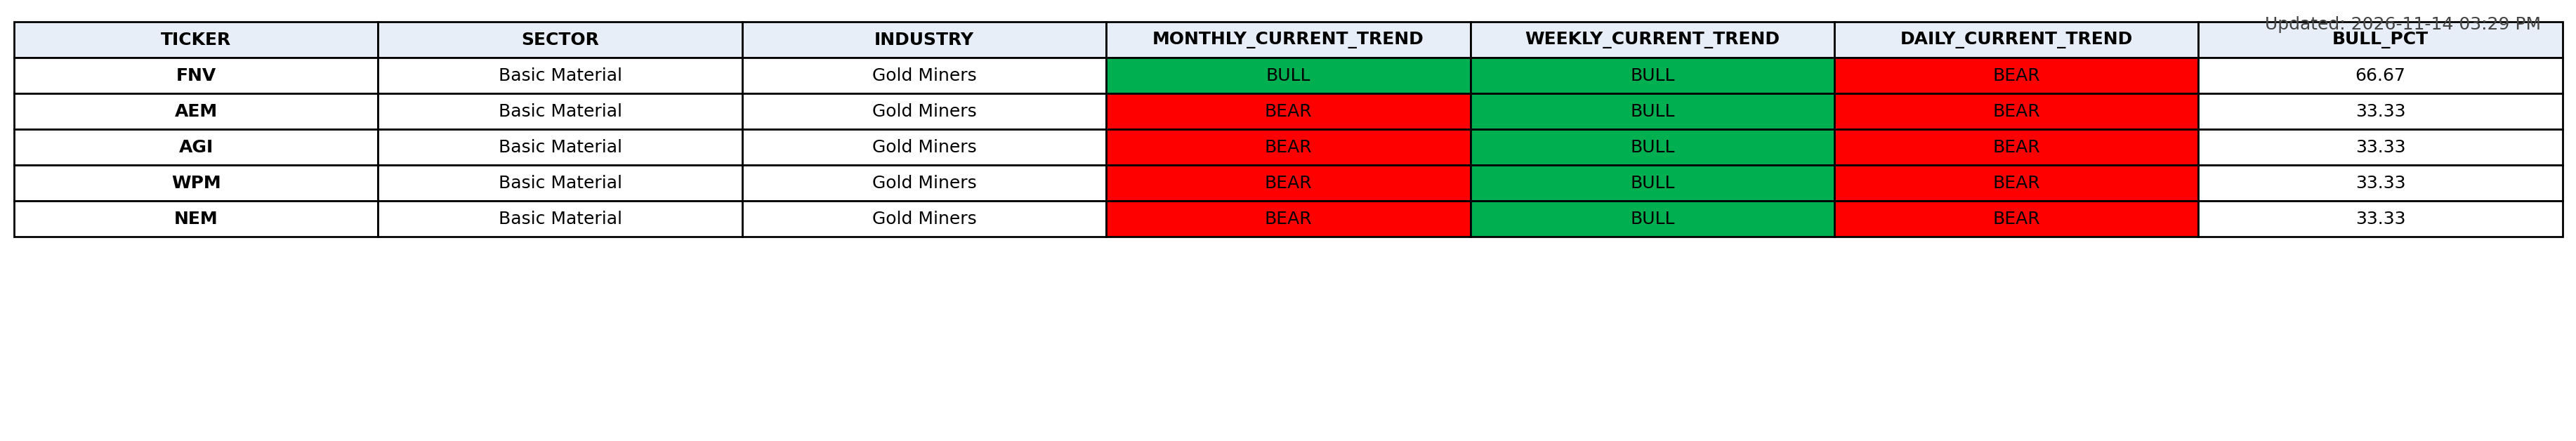 Updated: 2026-11-14 03:29 PM
TICKER SECTOR INDUSTRY MONTHLY_CURRENT_TREND WEEKLY_CURRENT_TREND DAILY_CURRENT_TREND BULL_PCT
FNV Basic Material Gold Miners BULL BULL BEAR 66.67
AEM Basic Material Gold Miners BEAR BULL BEAR 33.33
AGI Basic Material Gold Miners BEAR BULL BEAR 33.33
WPM Basic Material Gold Miners BEAR BULL BEAR 33.33
NEM Basic Material Gold Miners BEAR BULL BEAR 33.33